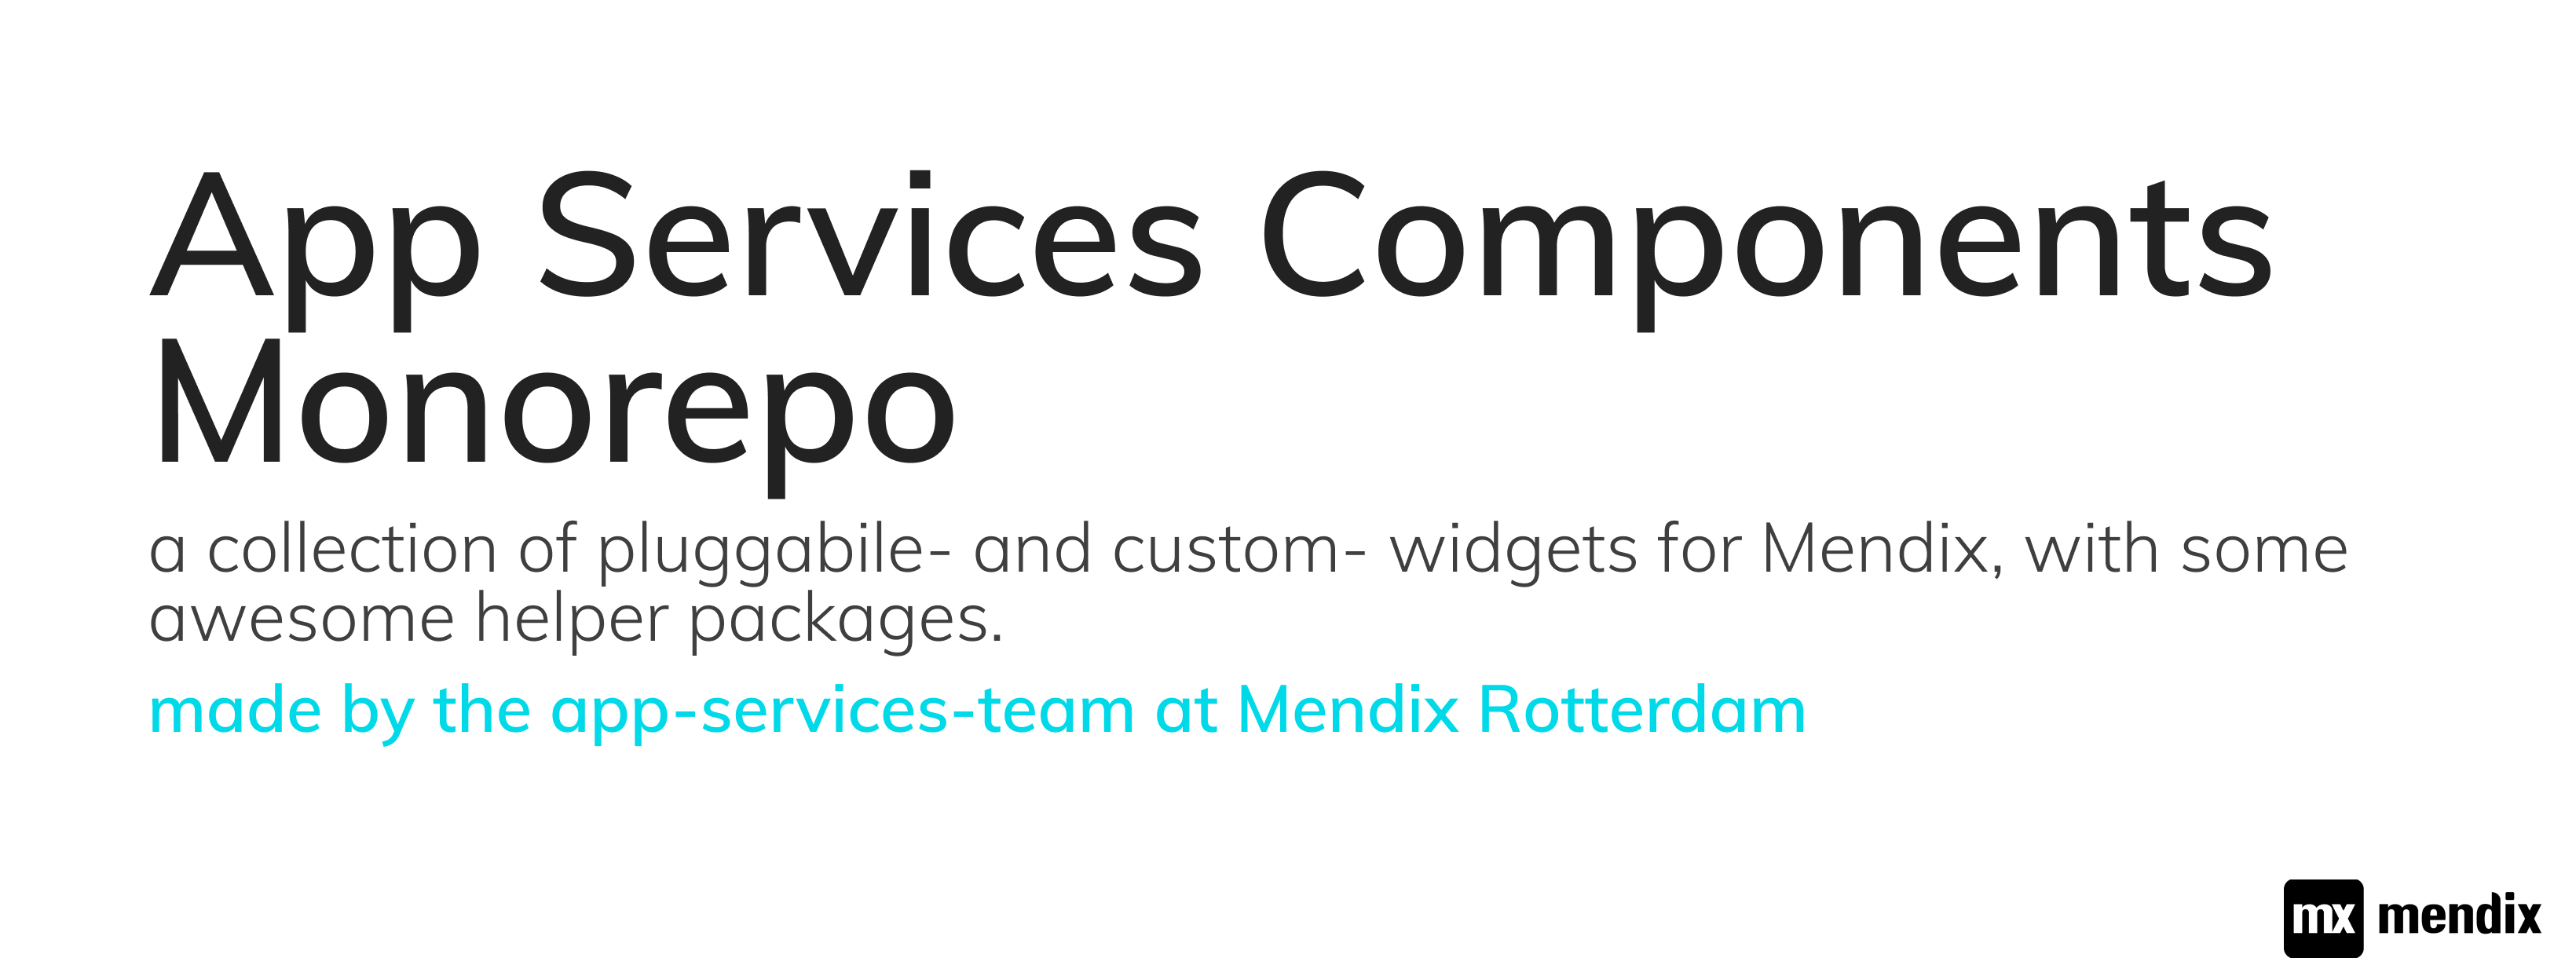 App Services Components
Monorepo
a collection of pluggabile- and custom- widgets for Mendix, with some
awesome helper packages.
made by the app-services-team at Mendix Rotterdam
mx mendix